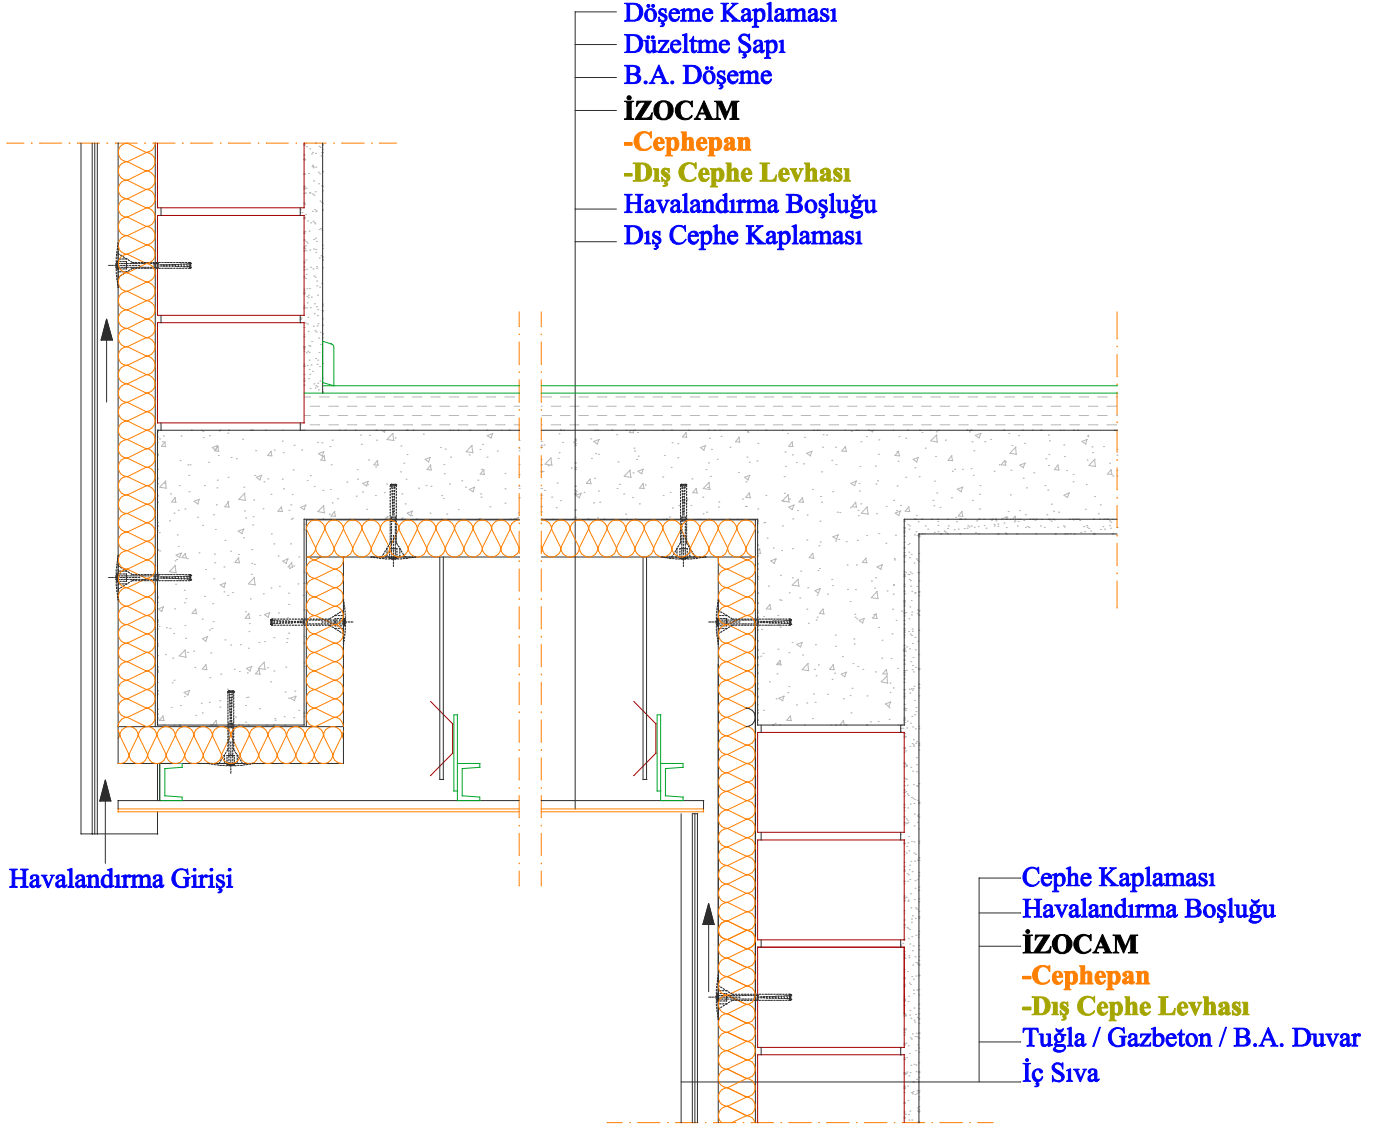 Döşeme Kaplaması
Düzeltme Şapı
B.A. Döşeme
İZOCAM
-Cephepan
-Dış Cephe Levhası
Havalandırma Boşluğu
Dış Cephe Kaplaması
Havalandırma Girişi
Cephe Kaplaması
Havalandırma Boşluğu
İZOCAM
-Cephepan
-Dış Cephe Levhası
Tuğla / Gazbeton / B.A. Duvar
İç Sıva